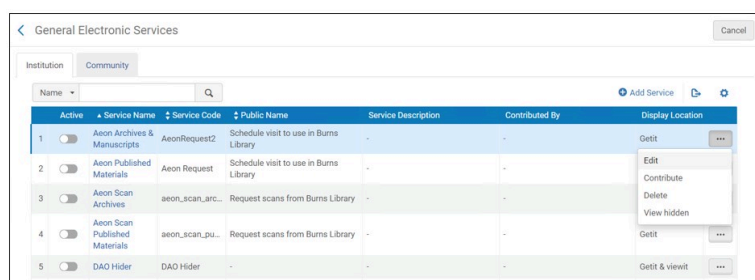 General Electronic Services
Cancel
Institution Community
Name
Add Service
Active Service Name Service Code Public Name Service Description Contributed By Display Location
1 Aeon Archives & Manuscripts AeonRequest2 Schedule visit to use in Burns Library - - Getit
Edit
Contribute
Delete
View hidden
2 Aeon Published Materials Aeon Request Schedule visit to use in Burns Library - -
3 Aeon Scan Archives aeon_scan_arc... Request scans from Burns Library - -
4 Aeon Scan Published Materials aeon_scan_pu... Request scans from Burns Library - - Getit
5 DAO Hider DAO Hider - - - Getit & viewit